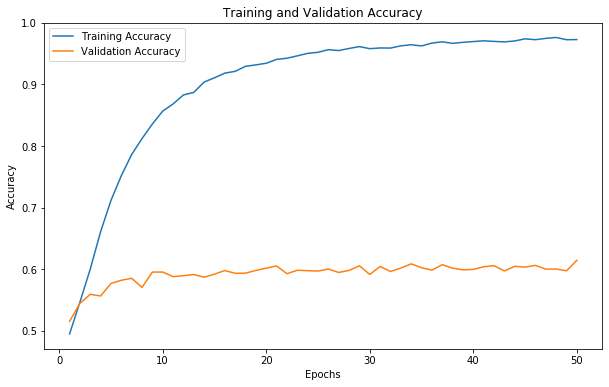 Training and Validation Accuracy
Training Accuracy
Validation Accuracy
1.0
0.9
0.8
0.7
0.6
0.5
Accuracy
0
10
20
30
40
50
Epochs